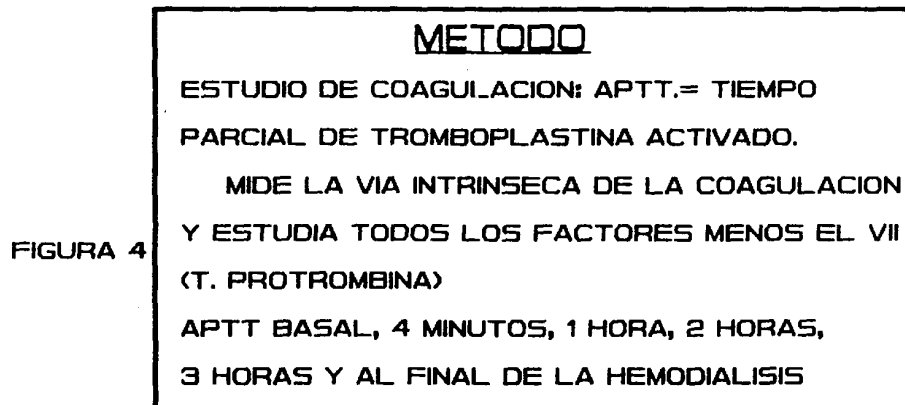 METODO
ESTUDIO DE COAGULACION: APTT.= TIEMPO
PARCIAL DE TROMBOPLASTINA ACTIVADO.
MIDE LA VIA INTRINSECA DE LA COAGULACION
FIGURA 4
Y ESTUDIA TODOS LOS FACTORES MENOS EL VII
(T. PROTROMBINA)
APTT BASAL, 4 MINUTOS, 1 HORA, 2 HORAS,
3 HORAS Y AL FINAL DE LA HEMODIALISIS